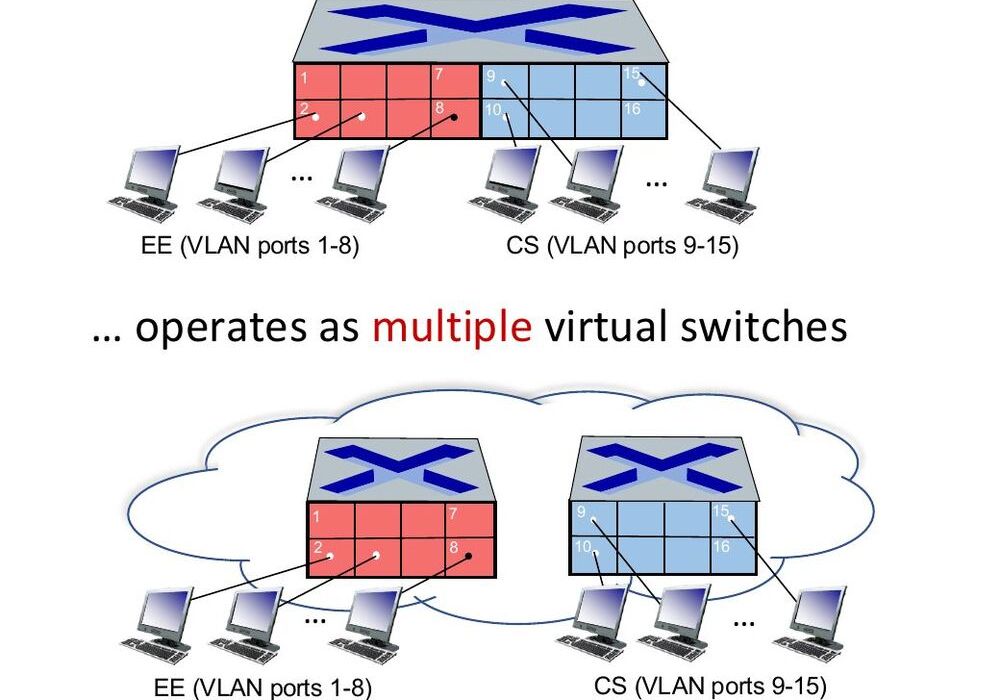 1 7 9 15
2 8 10 16
... ...
EE (VLAN ports 1-8) CS (VLAN ports 9-15)
... operates as multiple virtual switches
1 7 9 15
2 8 10 16
... ...
EE (VLAN ports 1-8) CS (VLAN ports 9-15)